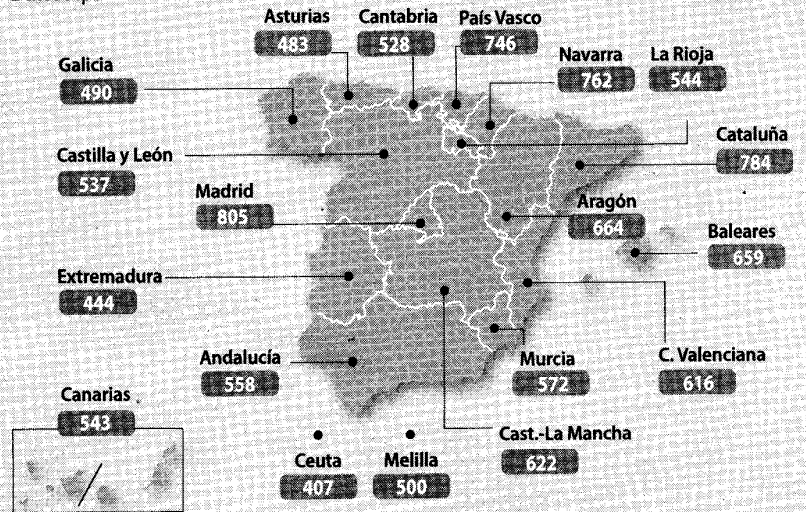 Asturias Cantabria País Vasco
483 528 746
Navarra La Rioja
762 544
Galicia
490
Cataluña
784
Castilla y León
537
Madrid
805
Aragón
664
Baleares
659
Extremadura
444
Andalucía
558
Murcia
572
C. Valenciana
616
Canarias
543
Cast.-La Mancha
622
Ceuta Melilla
407 500